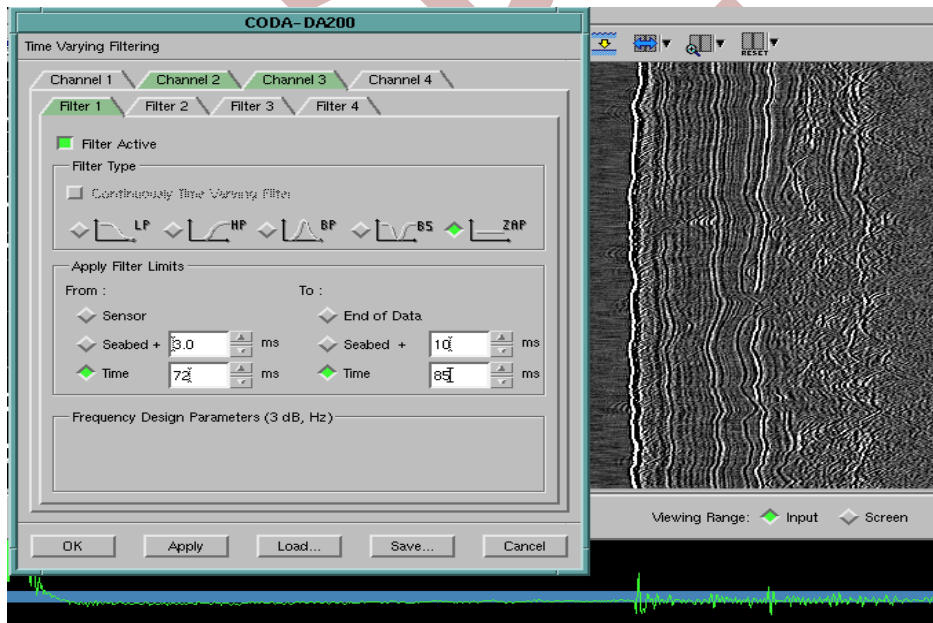 CODA-DA200
Time Varying Filtering
Channel 1 Channel 2 Channel 3 Channel 4
Filter 1 Filter 2 Filter 3 Filter 4
Filter Active
Filter Type
Continuously Time Varying Filter
LP HP BP BS ZAP
Apply Filter Limits
From : To :
Sensor End of Data
Seabed + 3.0 ms Seabed + 10 ms
Time 72 ms Time 85 ms
Frequency Design Parameters (3 dB, Hz)
OK Apply Load... Save... Cancel
RESET
Viewing Range: Input Screen